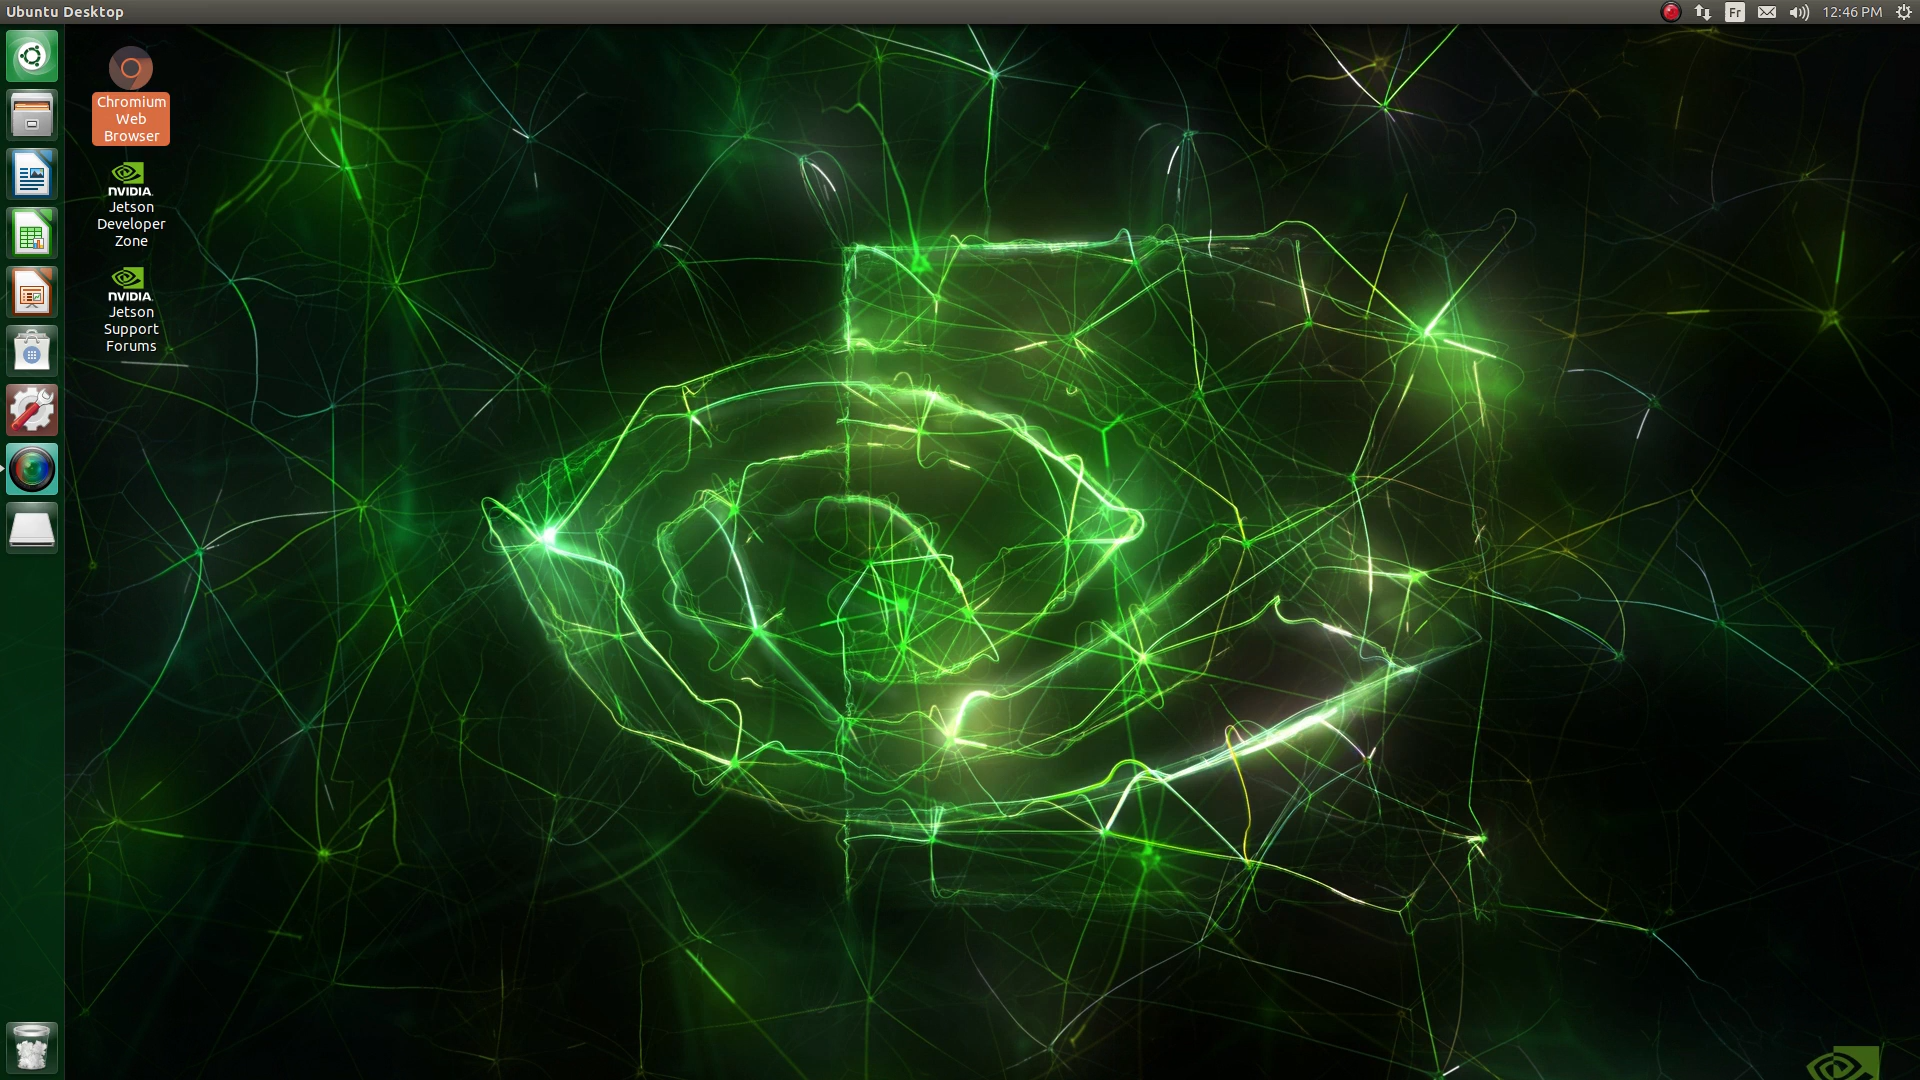 Ubuntu Desktop
Fr
12:46 PM
Chromium
Web
Browser
NVIDIA.
Jetson
Developer
Zone
NVIDIA.
Jetson
Support
Forums